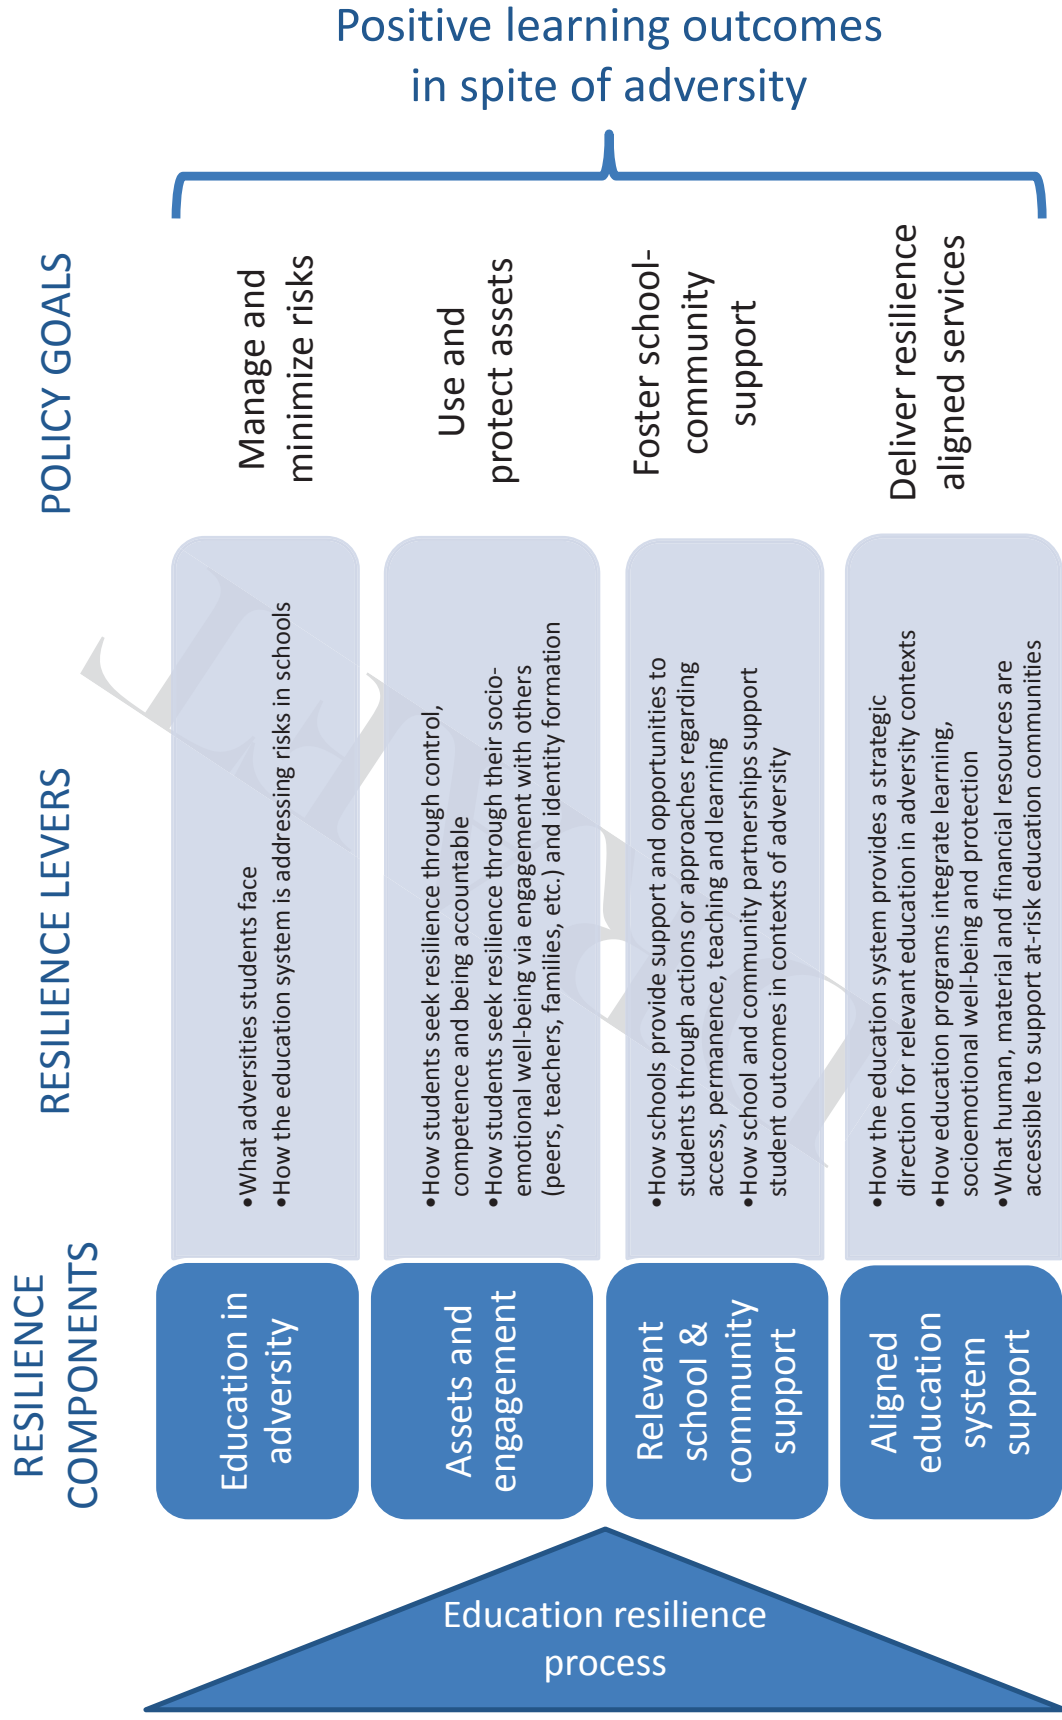 Positive learning outcomes
in spite of adversity
RESILIENCE
COMPONENTS
RESILIENCE LEVERS
POLICY GOALS
Education in
adversity
•What adversities students face
•How the education system is addressing risks in schools
Manage and
minimize risks
Assets and
engagement
•How students seek resilience through control,
competence and being accountable
•How students seek resilience through their socio-
emotional well-being via engagement with others
(peers, teachers, families, etc.) and identity formation
Use and
protect assets
Relevant
school &
community
support
•How schools provide support and opportunities to
students through actions or approaches regarding
access, permanence, teaching and learning
•How school and community partnerships support
student outcomes in contexts of adversity
Foster school-
community
support
Aligned
education
system
support
•How the education system provides a strategic
direction for relevant education in adversity contexts
•How education programs integrate learning,
socioemotional well-being and protection
•What human, material and financial resources are
accessible to support at-risk education communities
Deliver resilience
aligned services
Education resilience
process
DRAFT